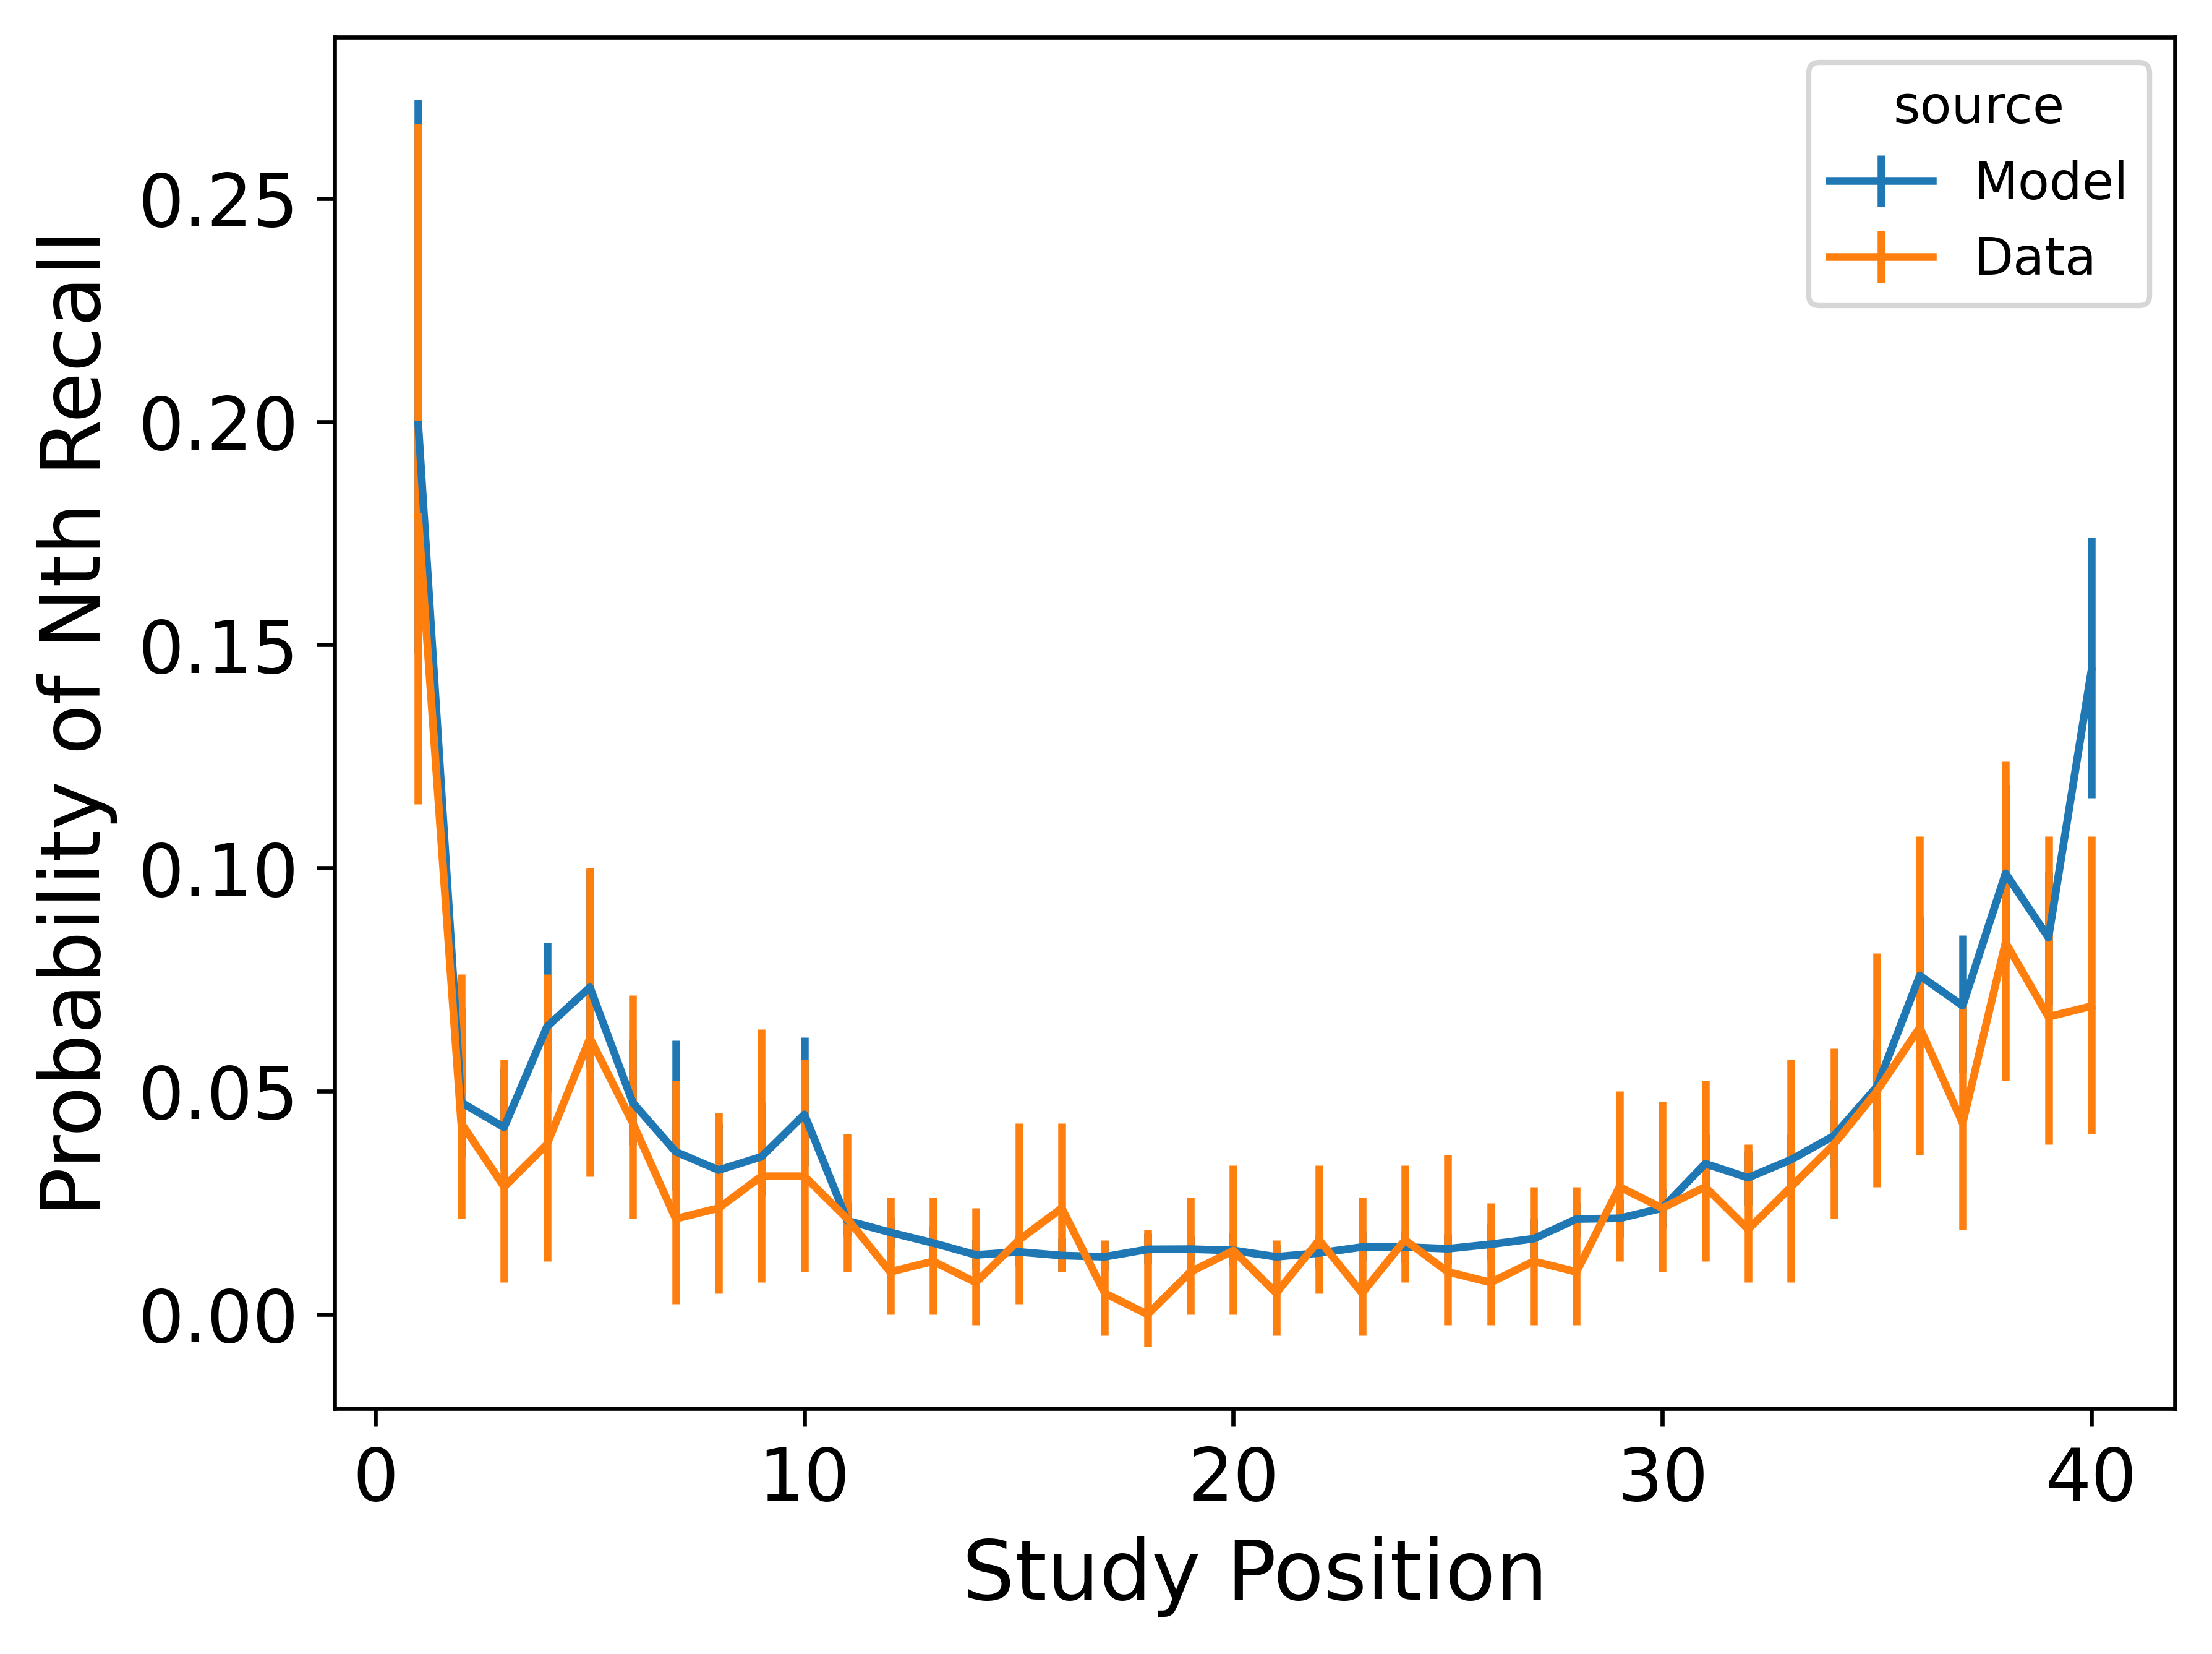 source
Model
Data
Probability of Nth Recall
0.25
0.20
0.15
0.10
0.05
0.00
0 10 20 30 40
Study Position